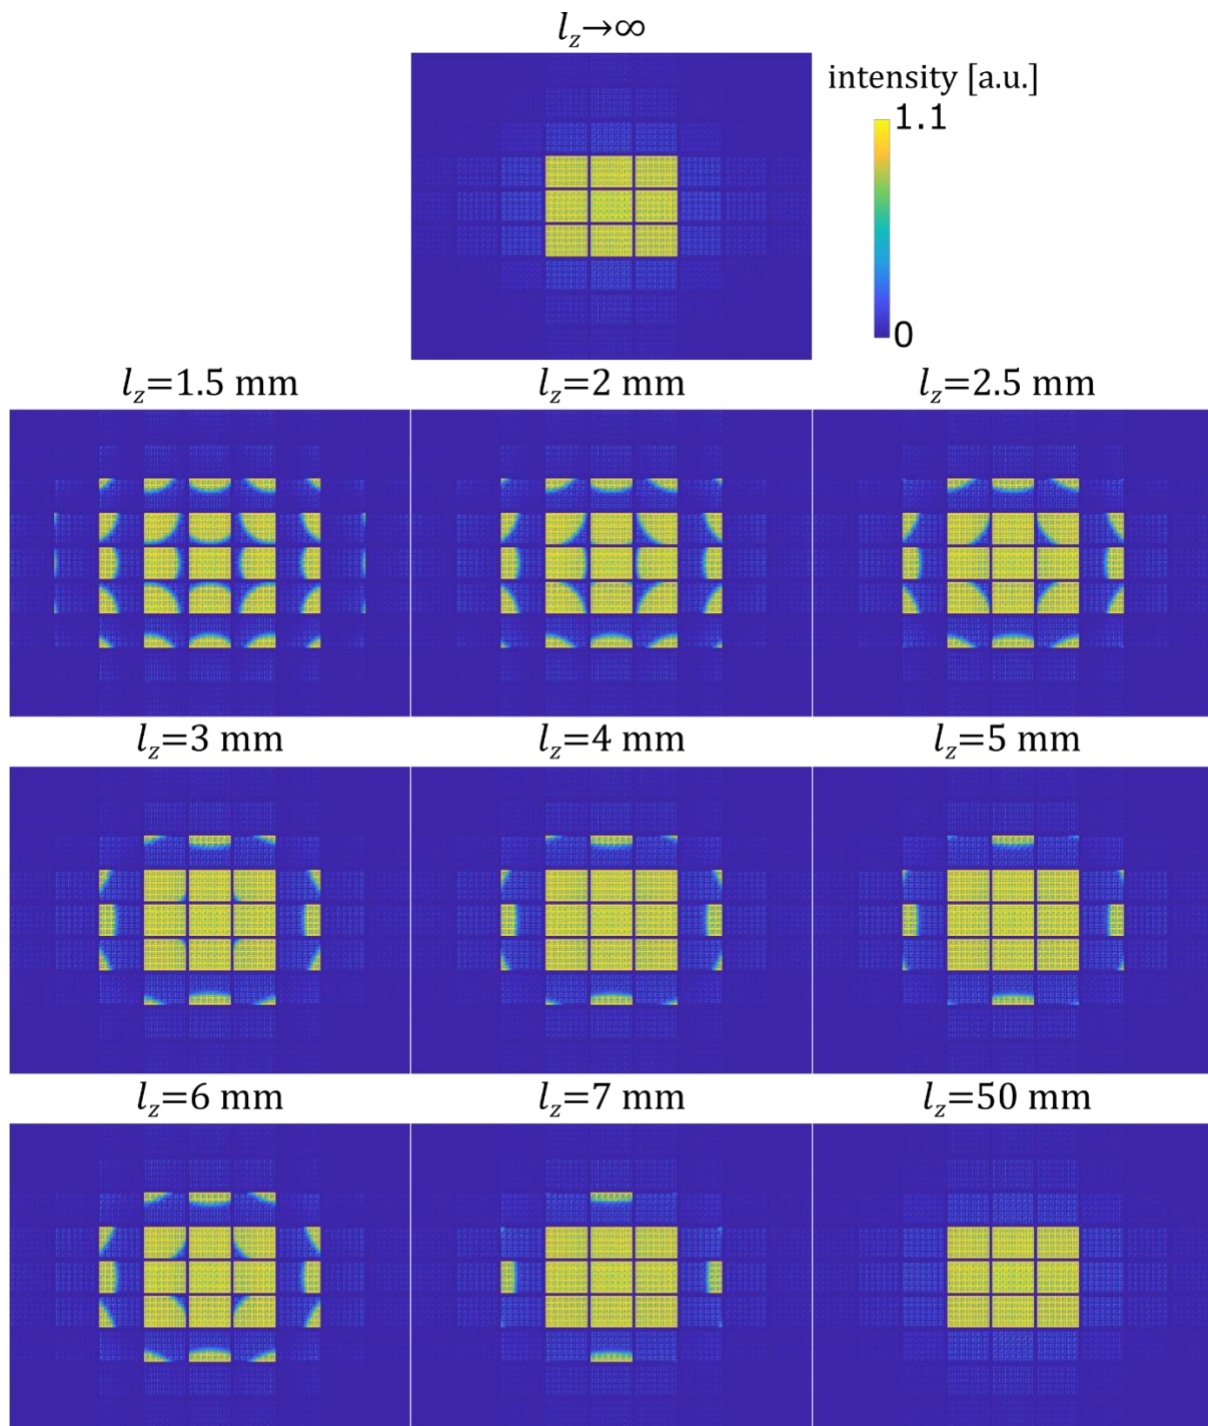 l_z→∞
intensity [a.u.]
1.1
0
l_z=1.5 mm
l_z=2 mm
l_z=2.5 mm
l_z=3 mm
l_z=4 mm
l_z=5 mm
l_z=6 mm
l_z=7 mm
l_z=50 mm